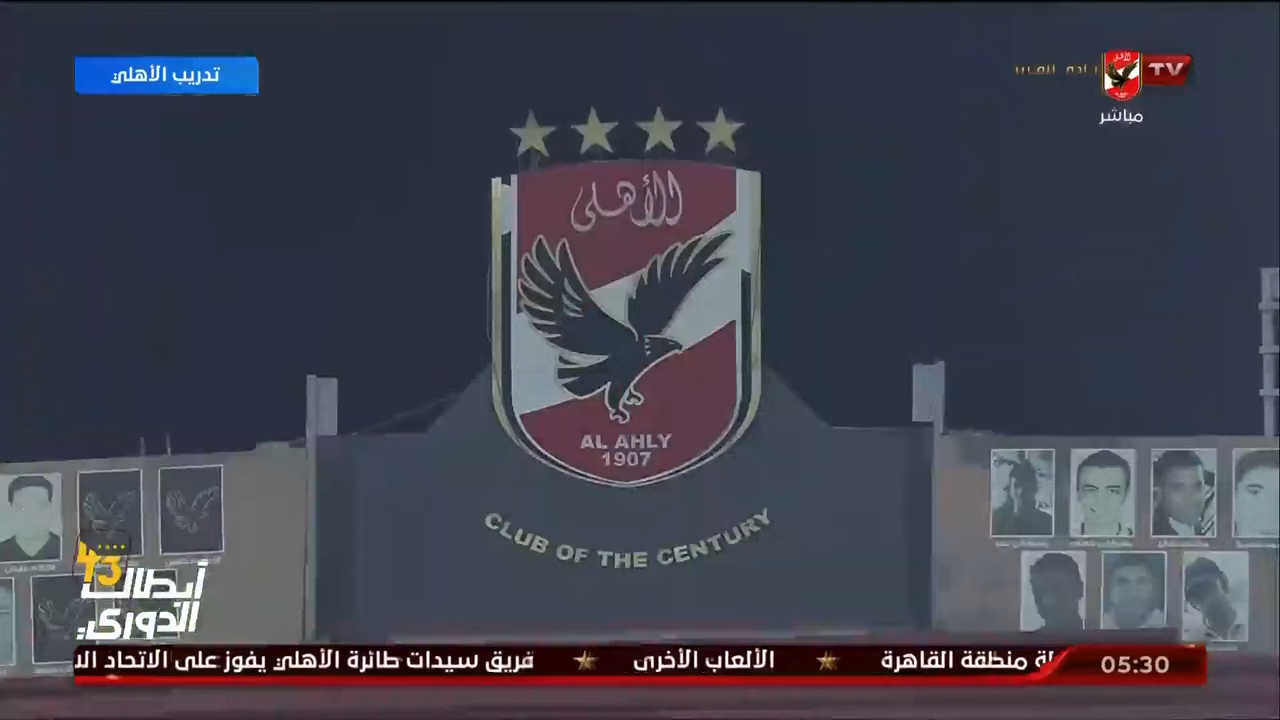 تدريب الأهلي
TV
مباشر
الأهلى
AL AHLY
1907
CLUB OF THE CENTURY
43
أبطال
الدوري
منطقة القاهرة ★ الألعاب الأخرى ★ فريق سيدات طائرة الأهلي يفوز على الاتحاد
05:30